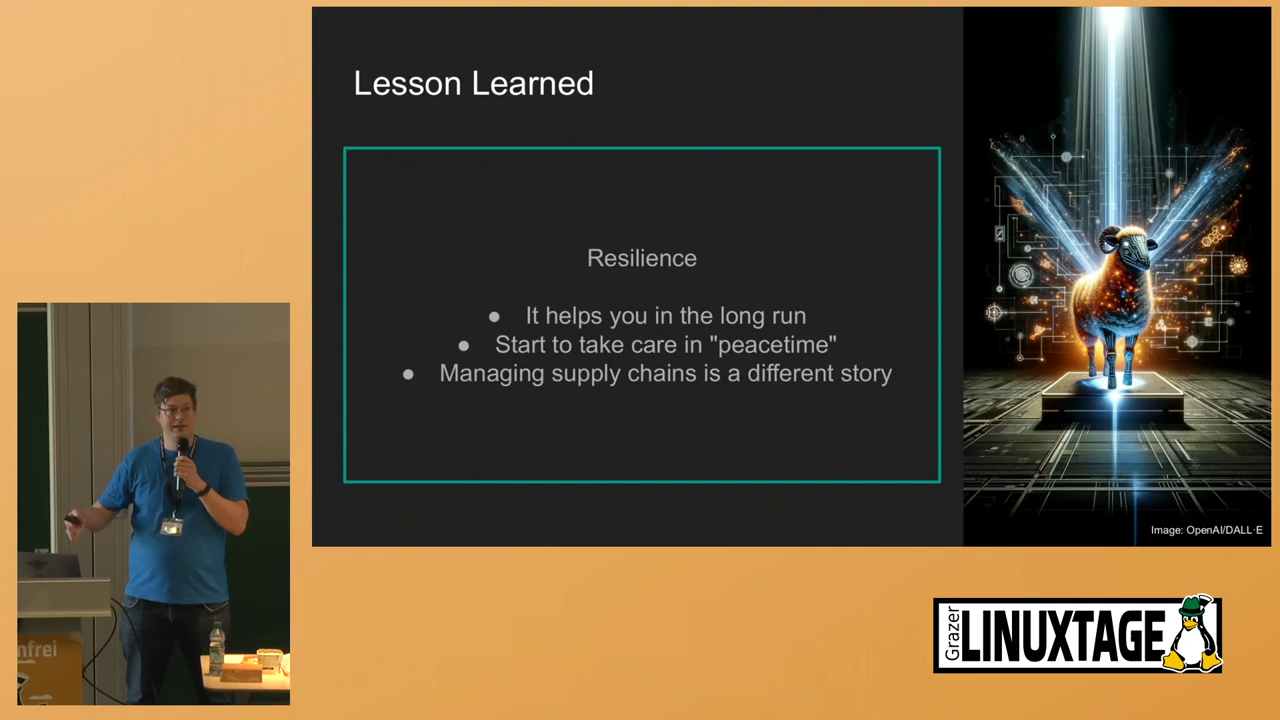 Lesson Learned
Resilience
● It helps you in the long run
● Start to take care in "peacetime"
● Managing supply chains is a different story
Image: OpenAI/DALL·E
nfrei
Grazer
LINUXTAGE